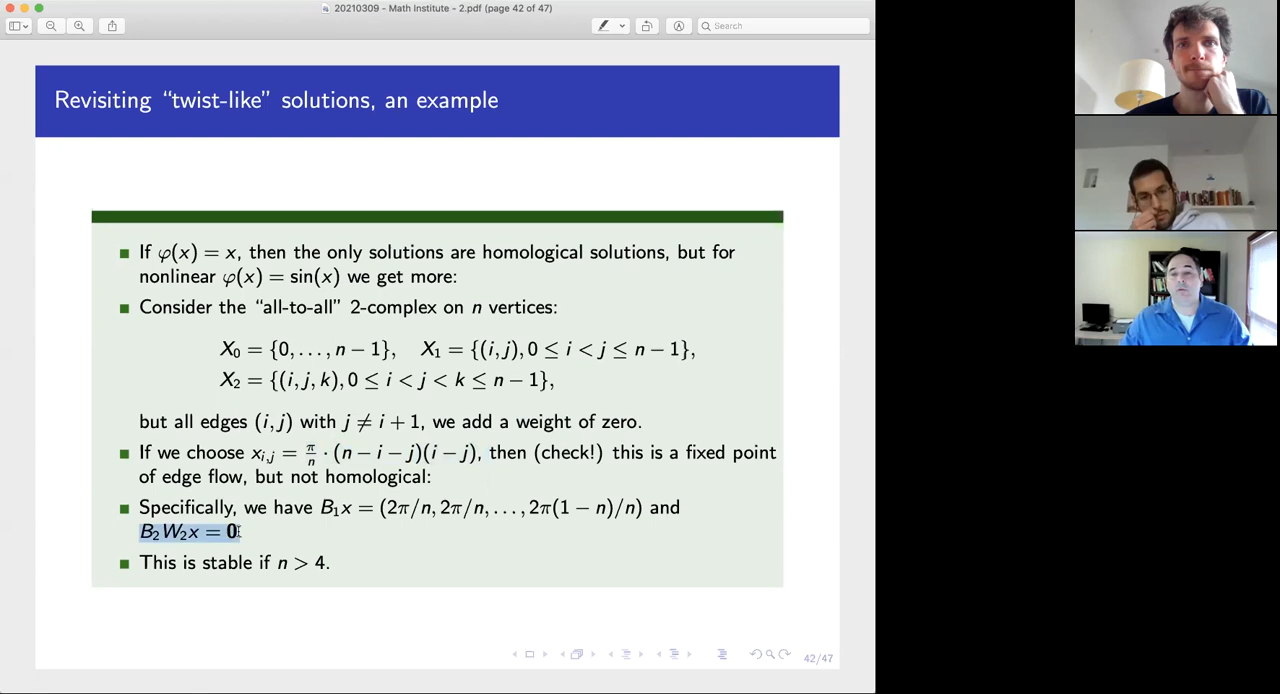 20210309 - Math Institute - 2.pdf (page 42 of 47)
Search
Revisiting “twist-like” solutions, an example
If φ(x) = x, then the only solutions are homological solutions, but for
nonlinear φ(x) = sin(x) we get more:
Consider the “all-to-all” 2-complex on n vertices:
X₀ = {0, . . . , n − 1}, X₁ = {(i, j), 0 ≤ i < j ≤ n − 1},
X₂ = {(i, j, k), 0 ≤ i < j < k ≤ n − 1},
but all edges (i, j) with j ≠ i + 1, we add a weight of zero.
If we choose xᵢ,ⱼ = π/n · (n − i − j)(i − j), then (check!) this is a fixed point
of edge flow, but not homological:
Specifically, we have B₁x = (2π/n, 2π/n, . . . , 2π(1 − n)/n) and
B₂W₂x = 0
This is stable if n > 4.
42/47